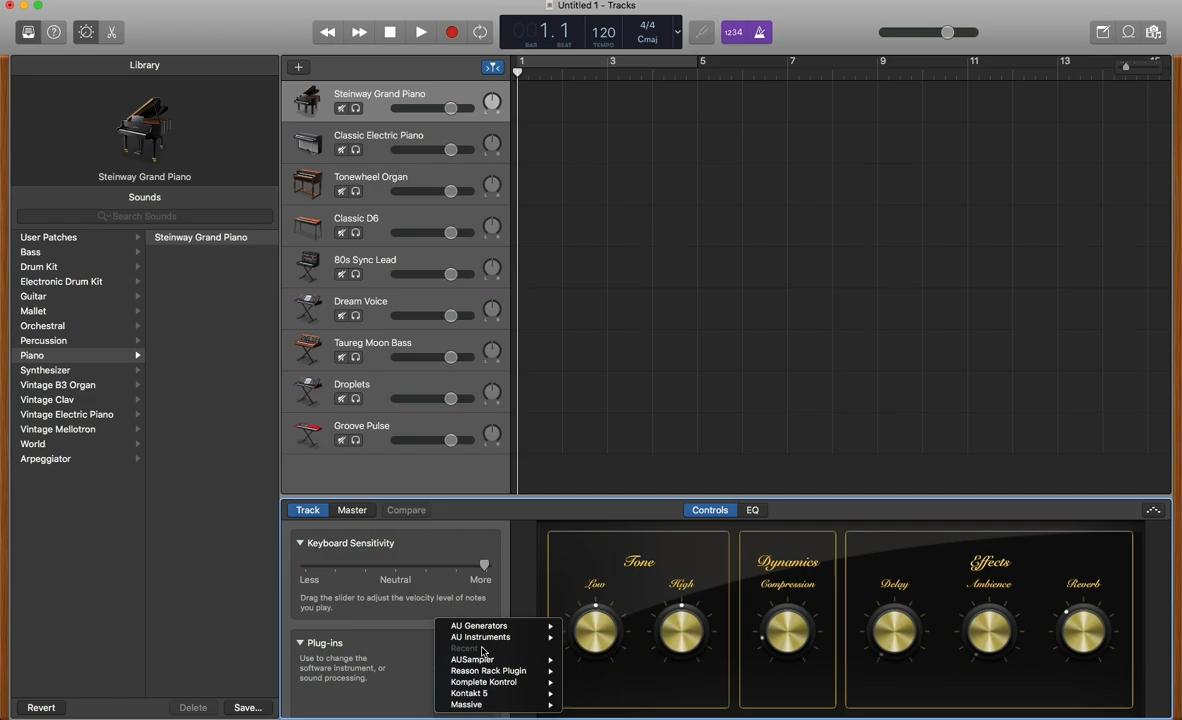 Untitled 1 - Tracks
001.1
BAR BEAT
120
TEMPO
4/4
Cmaj
1234
Library
Steinway Grand Piano
Sounds
Search Sounds
User Patches
Bass
Drum Kit
Electronic Drum Kit
Guitar
Mallet
Orchestral
Percussion
Piano
Synthesizer
Vintage B3 Organ
Vintage Clav
Vintage Electric Piano
Vintage Mellotron
World
Arpeggiator
Steinway Grand Piano
Revert
Delete
Save...
1 3 5 7 9 11 13 15
Steinway Grand Piano
Classic Electric Piano
Tonewheel Organ
Classic D6
80s Sync Lead
Dream Voice
Taureg Moon Bass
Droplets
Groove Pulse
Track Master Compare
Controls EQ
Keyboard Sensitivity
Less Neutral More
Drag the slider to adjust the velocity level of notes
you play.
Plug-ins
Use to change the
software instrument, or
sound processing.
AU Generators
AU Instruments
Recent
AUSampler
Reason Rack Plugin
Komplete Kontrol
Kontakt 5
Massive
Tone
Low High
Dynamics
Compression
Effects
Delay Ambience Reverb